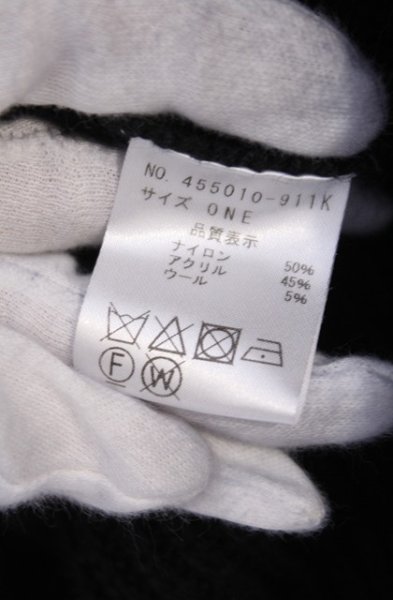 NO. 455010-911K
サイズ ONE
品質表示
ナイロン 50%
アクリル 45%
ウール 5%
F W